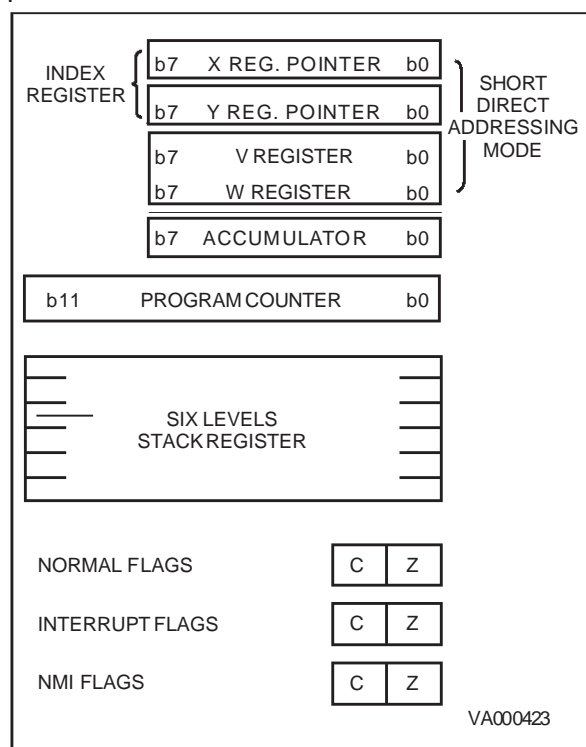 INDEX
REGISTER
b7 X REG. POINTER b0
b7 Y REG. POINTER b0
b7 V REGISTER b0
b7 W REGISTER b0
SHORT
DIRECT
ADDRESSING
MODE
b7 ACCUMULATOR b0
b11 PROGRAM COUNTER b0
SIX LEVELS
STACK REGISTER
NORMAL FLAGS C Z
INTERRUPT FLAGS C Z
NMI FLAGS C Z
VA000423